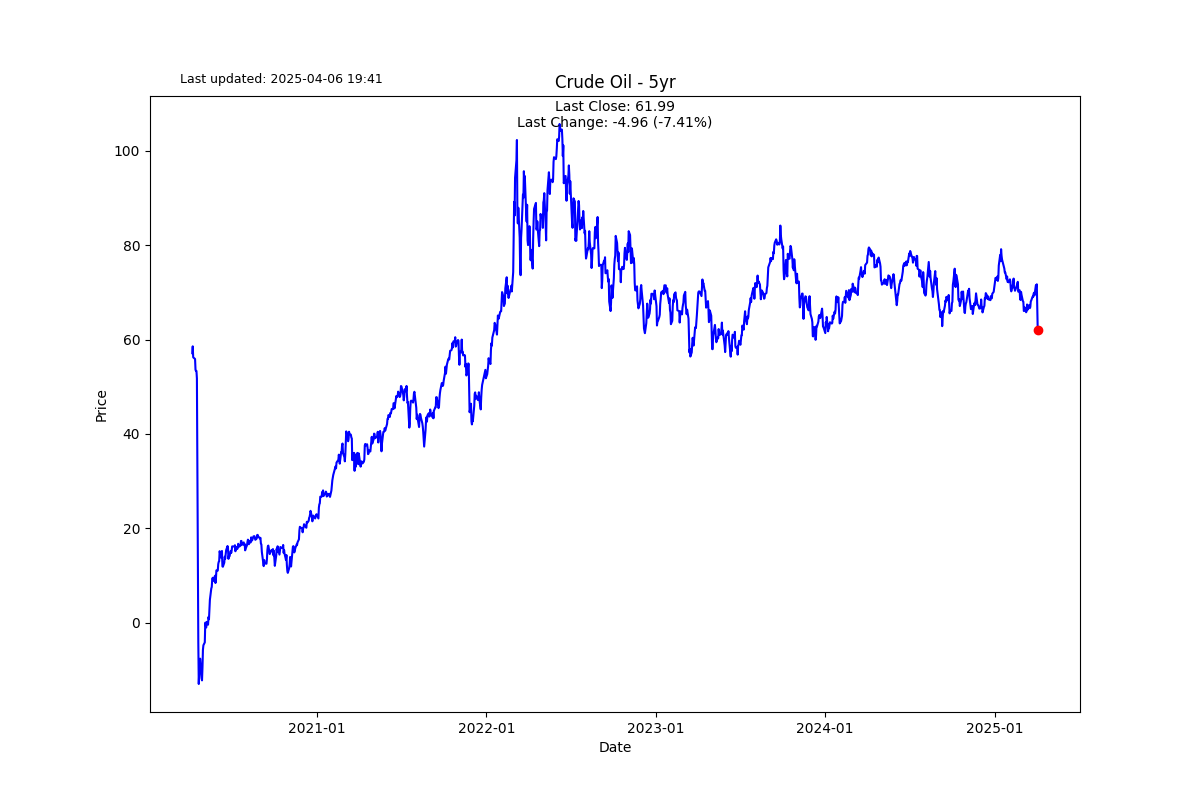 Last updated: 2025-04-06 19:41
Crude Oil - 5yr
Last Close: 61.99
Last Change: -4.96 (-7.41%)
100
80
60
40
20
0
Price
2021-01
2022-01
2023-01
2024-01
2025-01
Date